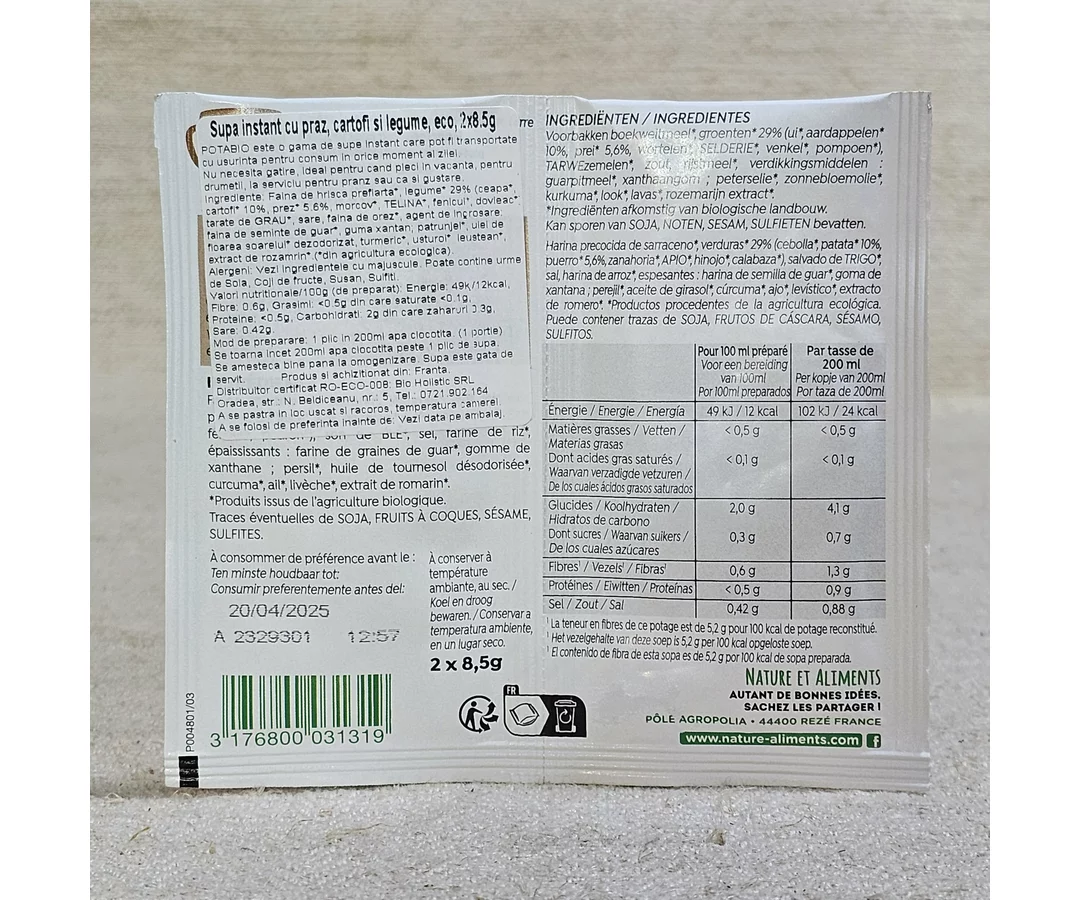 Supa instant cu praz, cartofi si legume, eco, 2x8.5g
POTABIO este o gama de supe instant care pot fi transportate
cu usurinta pentru consum in orice moment al zilei.
Nu necesita gatire, ideal pentru cand pleci in vacanta, pentru
drumetii, la serviciu pentru pranz sau ca si gustare.
Ingrediente: Faina de hrisca prefiarta*, legume* 29% (ceapa*,
cartofi* 10%, praz* 5.6%, morcov*, TELINA*, fenicul*, dovleac*,
tarate de GRAU*, sare, faina de orez*, agent de ingrosare:
faina de seminte de guar*, guma xantan, patrunjel*, ulei de
floarea soarelui* dezodorizat, turmeric*, usturoi* leustean*,
extract de rozamrin*.(*din agricultura ecologica).
Alergeni: Vezi ingredientele cu majuscule. Poate contine urme
de Soia, Coji de fructe, Susan, Sulfiti.
Valori nutritionale/100g (de preparat): Energie: 49kj/12kcal,
Fibre: 0.6g, Grasimi: <0.5g din care saturate <0.1g,
Proteine: <0.5g, Carbohidrati: 2g din care zaharuri 0.3g,
Sare: 0.42g.
Mod de preparare: 1 plic in 200ml apa clocotita. (1 portie)
Se toarna incet 200ml apa clocotita peste 1 plic de supa.
Se amesteca bine pana la omogenizare. Supa este gata de
servit. Produs si achizitionat din: Franta.
Distribuitor certificat RO-ECO-008: Bio Holistic SRL
Oradea, str.: N. Beldiceanu, nr.: 5, Tel.: 0721.902.164
A se pastra in loc uscat si racoros, temperatura camerei.
A se folosi de preferinta inainte de: Vezi data pe ambalaj.
son de BLE*, sel, farine de riz*,
épaississants : farine de graines de guar*, gomme de
xanthane ; persil*, huile de tournesol désodorisée*,
curcuma*, ail*, livèche*, extrait de romarin*.
*Produits issus de l'agriculture biologique.
Traces éventuelles de SOJA, FRUITS À COQUES, SÉSAME,
SULFITES.
À consommer de préférence avant le :
Ten minste houdbaar tot:
Consumir preferentemente antes del:
20/04/2025
A 2329301 12:57
À conserver à
température
ambiante, au sec. /
Koel en droog
bewaren. / Conservar a
temperatura ambiente,
en un lugar seco.
2 x 8,5g
P004801/03
3 176800 031319
FR
INGREDIËNTEN / INGREDIENTES
Voorbakken boekweitmeel*, groenten* 29% (ui*, aardappelen*
10%, prei* 5,6%, wortelen*, SELDERIE*, venkel*, pompoen*),
TARWEzemelen*, zout, rijstmeel*, verdikkingsmiddelen :
guarpitmeel*, xanthaangom ; peterselie*, zonnebloemolie*,
kurkuma*, look*, lavas*, rozemarijn extract*.
*Ingrediënten afkomstig van biologische landbouw.
Kan sporen van SOJA, NOTEN, SESAM, SULFIETEN bevatten.
Harina precocida de sarraceno*, verduras* 29% (cebolla*, patata* 10%,
puerro* 5,6%, zanahoria*, APIO*, hinojo*, calabaza*), salvado de TRIGO*,
sal, harina de arroz*, espesantes : harina de semilla de guar*, goma de
xantana ; perejil*, aceite de girasol*, cúrcuma*, ajo*, levístico*, extracto
de romero*. *Productos procedentes de la agricultura ecológica.
Puede contener trazas de SOJA, FRUTOS DE CÁSCARA, SÉSAMO,
SULFITOS.
Pour 100 ml préparé
Voor een bereiding
van 100ml
Por 100ml preparados
Par tasse de
200 ml
Per kopje van 200ml
Por taza de 200ml
Énergie / Energie / Energía 49 kJ / 12 kcal 102 kJ / 24 kcal
Matières grasses / Vetten / < 0,5 g < 0,5 g
Materias grasas
Dont acides gras saturés / < 0,1 g < 0,1 g
Waarvan verzadigde vetzuren /
De los cuales ácidos grasos saturados
Glucides / Koolhydraten / 2,0 g 4,1 g
Hidratos de carbono
Dont sucres / Waarvan suikers / 0,3 g 0,7 g
De los cuales azúcares
Fibres¹ / Vezels¹ / Fibras¹ 0,6 g 1,3 g
Protéines / Eiwitten / Proteínas < 0,5 g 0,9 g
Sel / Zout / Sal 0,42 g 0,88 g
¹ La teneur en fibres de ce potage est de 5,2 g pour 100 kcal de potage reconstitué.
¹ Het vezelgehalte van deze soep is 5,2 g per 100 kcal opgeloste soep.
¹ El contenido de fibra de esta sopa es de 5,2 g por 100 kcal de sopa preparada.
NATURE ET ALIMENTS
AUTANT DE BONNES IDÉES,
SACHEZ LES PARTAGER !
PÔLE AGROPOLIA • 44400 REZÉ FRANCE
www.nature-aliments.com f